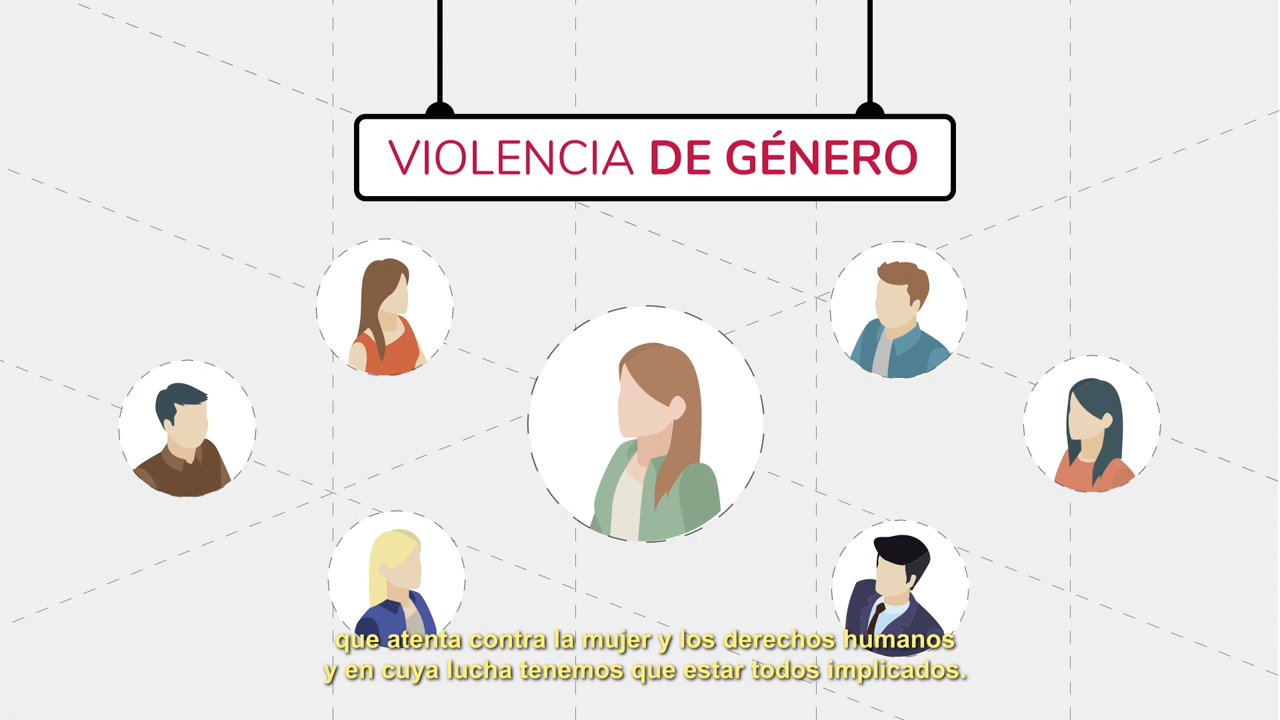 VIOLENCIA DE GÉNERO
que atenta contra la mujer y los derechos humanos
y en cuya lucha tenemos que estar todos implicados.